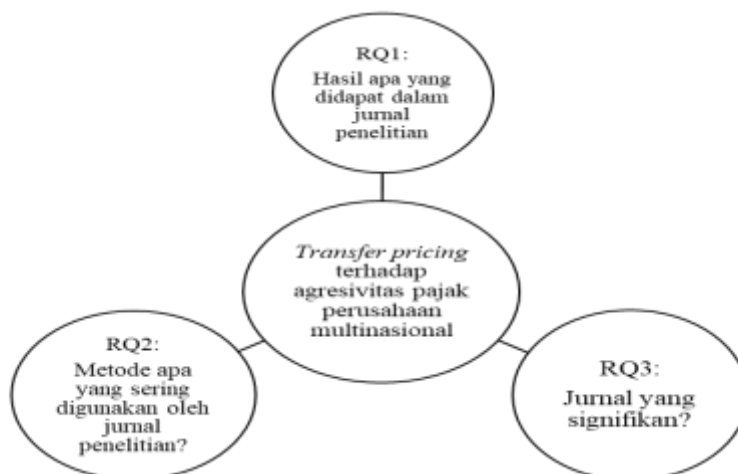 RQ1:
Hasil apa yang
didapat dalam
jurnal
penelitian
Transfer pricing
terhadap
agresivitas pajak
perusahaan
multinasional
RQ2:
Metode apa
yang sering
digunakan oleh
jurnal
penelitian?
RQ3:
Jurnal yang
signifikan?